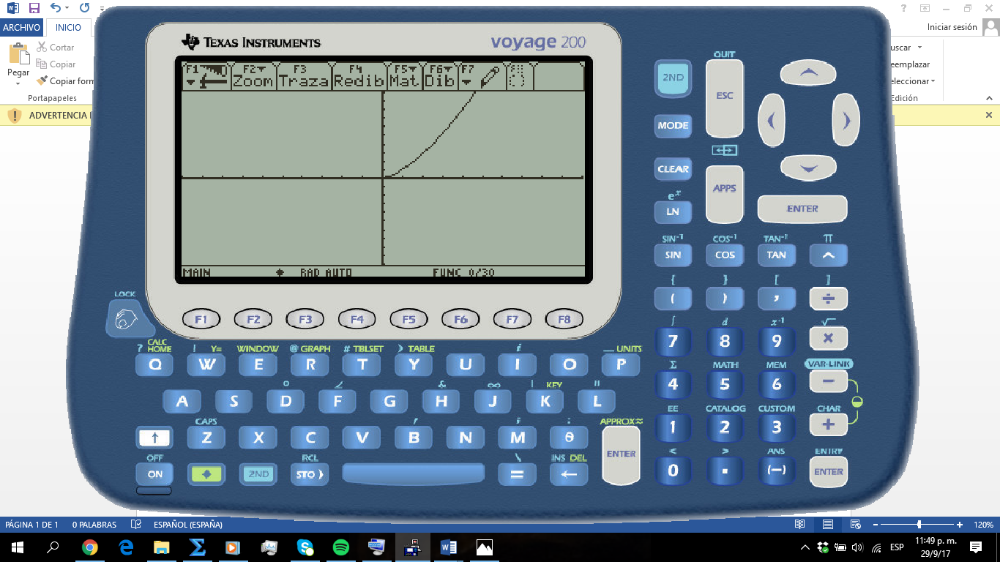 ?
ARCHIVO INICIO
Iniciar sesión
Pegar
Cortar
Copiar
Copiar form
Portapapeles
uscar
eemplazar
eleccionar
Edición
ADVERTENCIA
TEXAS INSTRUMENTS
voyage 200
F1 F2 F3 F4 F5 F6 F7
Zoom Traza Redib Mat Dib
MAIN RAD AUTO FUNC 0/30
F1 F2 F3 F4 F5 F6 F7 F8
QUIT
2ND ESC
MODE
CLEAR
APPS
eˣ
LN
ENTER
SIN⁻¹ COS⁻¹ TAN⁻¹ π
SIN COS TAN ^
{ } [ ]
( ) , ÷
∫ d x⁻¹ √
7 8 9 ×
Σ MATH MEM VAR-LINK
4 5 6 −
EE CATALOG CUSTOM CHAR
1 2 3 +
< > ANS ENTRY
0 . (−) ENTER
LOCK
? CALC HOME ! Y= WINDOW @ GRAPH # TBLSET ❭ TABLE i _ UNITS
Q W E R T Y U I O P
° ∠ & ∞ | KEY "
A S D F G H J K L
CAPS ′ ; : APPROX≈
↑ Z X C V B N M θ ENTER
OFF RCL \ INS DEL
ON ◆ 2ND STO ❭ = ←
PÁGINA 1 DE 1 0 PALABRAS ESPAÑOL (ESPAÑA) 120%
ESP
11:49 p. m.
29/9/17